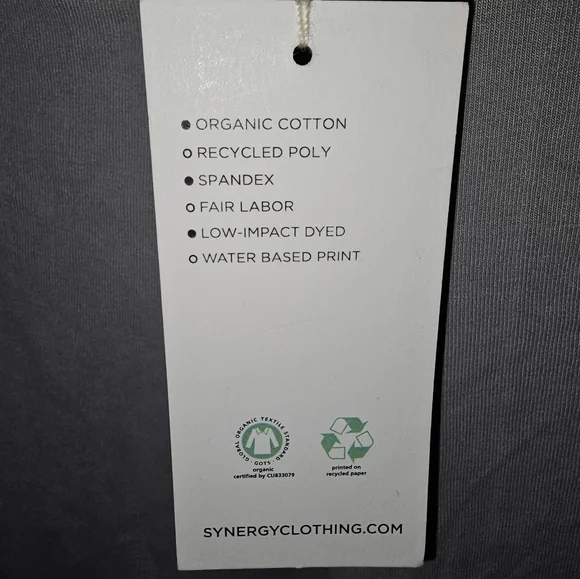 ORGANIC COTTON
RECYCLED POLY
SPANDEX
FAIR LABOR
LOW-IMPACT DYED
WATER BASED PRINT
GLOBAL ORGANIC TEXTILE STANDARD
GOTS
organic
certified by CU833079
printed on
recycled paper
SYNERGYCLOTHING.COM